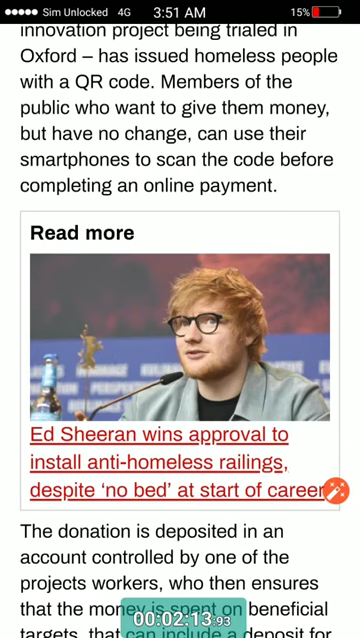 Sim Unlocked 4G 3:51 AM 15%
innovation project being trialed in
Oxford – has issued homeless people
with a QR code. Members of the
public who want to give them money,
but have no change, can use their
smartphones to scan the code before
completing an online payment.
Read more
Ed Sheeran wins approval to
install anti-homeless railings,
despite ‘no bed’ at start of career
The donation is deposited in an
account controlled by one of the
projects workers, who then ensures
that the money is spent on beneficial
00:02:13:93
targets, that can include a deposit for